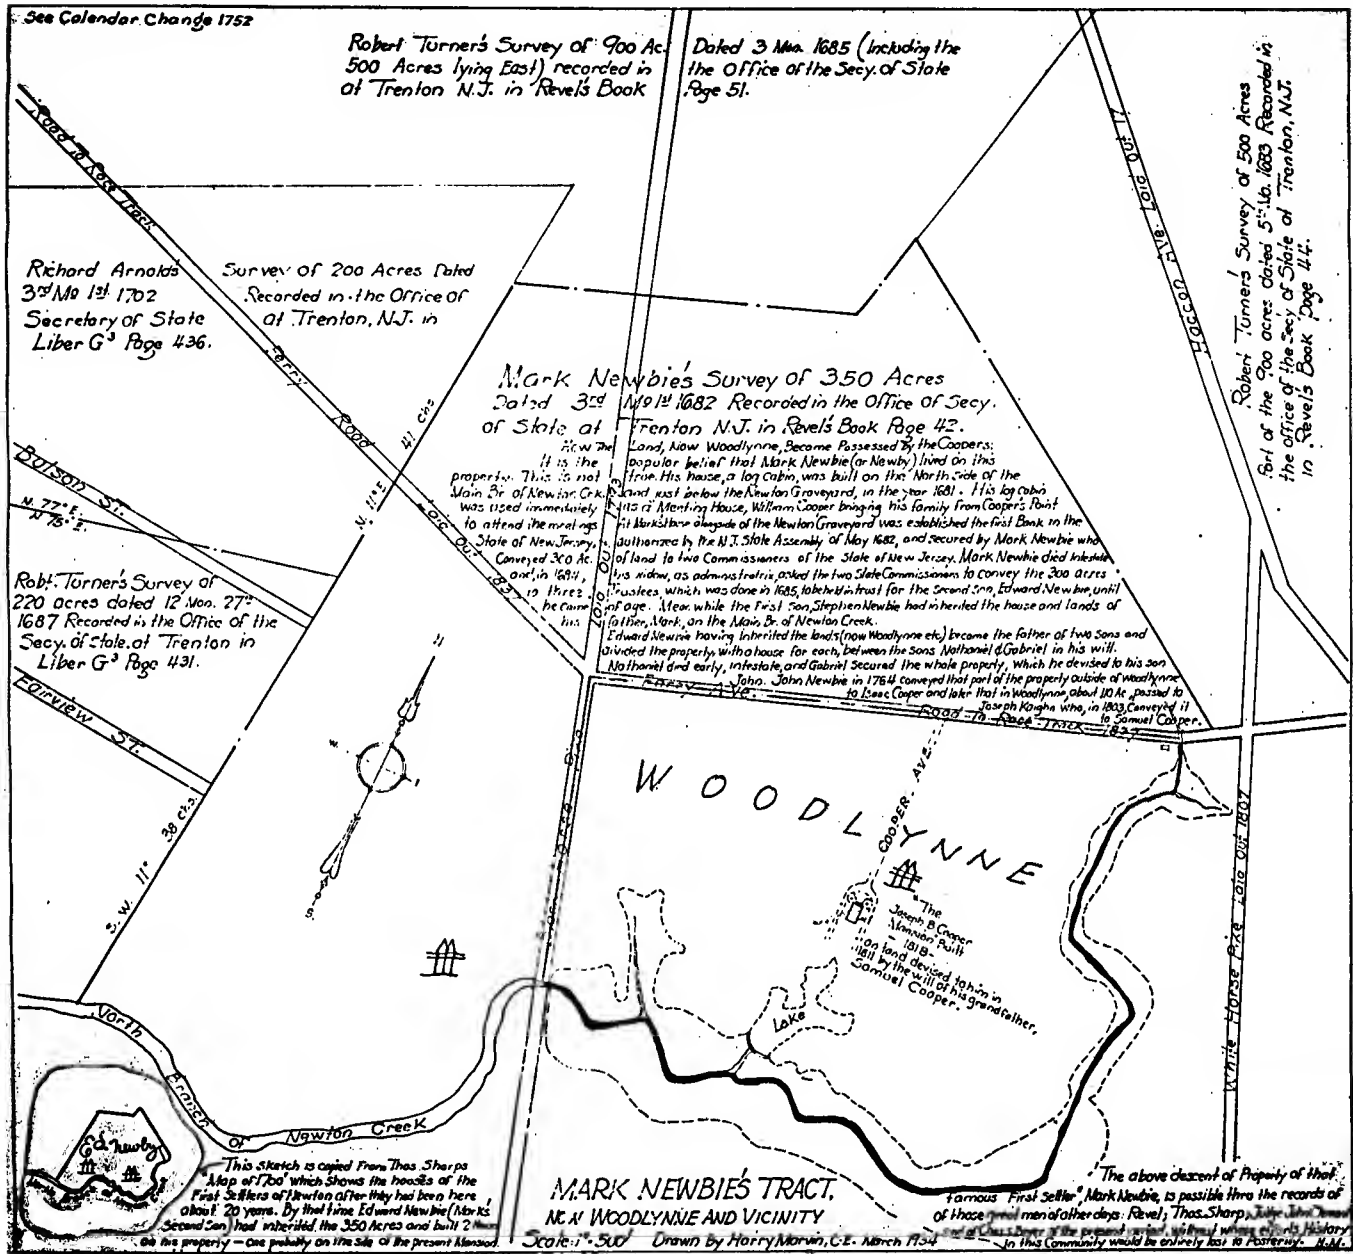 See Calendar Change 1752
Robert Turner's Survey of 900 Ac.
500 Acres lying East) recorded in
at Trenton N.J. in Revel's Book
Dated 3 Mon. 1685 (Including the
the Office of the Secy. of State
Page 51.
Robert Turners Survey of 500 Acres
Part of the 900 acres dated 5th Mo. 1683 Recorded in
the office of the Secy of State at Trenton, N.J.
in Revels Book Page 44.
Road To Race Track
Haddon Ave. Laid Out 17
Richard Arnolds
3rd Mo 1st 1702
Secretary of State
Liber G3 Page 436.
Survey of 200 Acres Dated
Recorded in the Office of
at Trenton, N.J. in
Ferry Road Laid Out 1837
41 chs
N. 11° E.
Mark Newbie's Survey of 350 Acres
Dated 3rd Mo 1st 1682 Recorded in the Office of Secy.
of State at Trenton N.J. in Revel's Book Page 42.
How The Land, Now Woodlynne, Became Possessed By the Coopers:
It is the popular belief that Mark Newbie (or Newby) lived on this
property. This is not true. His house, a log cabin, was built on the North side of the
Main Br. of Newton Crk. and just below the Newton Graveyard, in the year 1681. His log cabin
was used immediately as a Meeting House, William Cooper bringing his family from Coopers Point
to attend the meetings At Marks house alongside of the Newton Graveyard was established the first Bank in the
State of New Jersey, authorized by the N.J. State Assembly of May 1682, and secured by Mark Newbie who
Conveyed 300 Ac. of land to two Commissioners of the State of New Jersey. Mark Newbie died intestate
and in 1684, his widow, as administratrix, asked the two State Commissioners to convey the 300 acres
to three Trustees, which was done in 1685, to be held in trust for the Second Son, Edward Newbie, until
he came of age. Mean while the First Son, Stephen Newbie had inherited the house and lands of
his father, Mark, on the Main Br. of Newton Creek.
Edward Newbie having inherited the lands (now Woodlynne etc) became the father of two Sons and
divided the property, with a house for each, between the Sons Nathaniel & Gabriel in his will.
Nathaniel died early, intestate, and Gabriel Secured the whole property, which he devised to his son
John. John Newbie in 1764 conveyed that part of the property outside of Woodlynne
to Isaac Cooper and later that in Woodlynne, about 110 Ac. passed to
Joseph Kaighn who, in 1803, Conveyed it
to Samuel Cooper.
Laid Out 1773
Butson St.
N. 77° E.
N 78° E.
Robt. Turner's Survey of
220 acres dated 12 Mon. 27th
1687 Recorded in the Office of the
Secy. of State at Trenton in
Liber G3 Page 431.
Fairview St.
Ferry Ave.
Road To Race Track 1837
N
W
S
38 chs.
S. W. 11°
WOODLYNNE
COOPER AVE.
The
Joseph B Cooper
Mansion Built
- 1818 -
on land devised to him in
1811 by the will of his grandfather,
Samuel Cooper.
Lake
White Horse Pike Laid Out 1807
North Branch of Newton Creek
Ed Newby
This Sketch is copied From Thos. Sharps
Map of 1700 which Shows the houses of the
First Settlers of Newton after they had been here
about 20 years. By that time Edward Newbie (Marks
Second Son) had inherited the 350 Acres and built 2
on the property - one probably on the site of the present Mansion.
MARK NEWBIE'S TRACT,
NOW WOODLYNNE AND VICINITY
Scale: 1" = 500' Drawn By Harry Marvin, C.E. March 1934
The above descent of Property of that
famous "First Settler" Mark Newbie, is possible thro the records of
of those great men of other days: Revel, Thos. Sharp, Judge John
of the present period, without whose efforts History
in this Community would be entirely lost to Posterity. H.M.